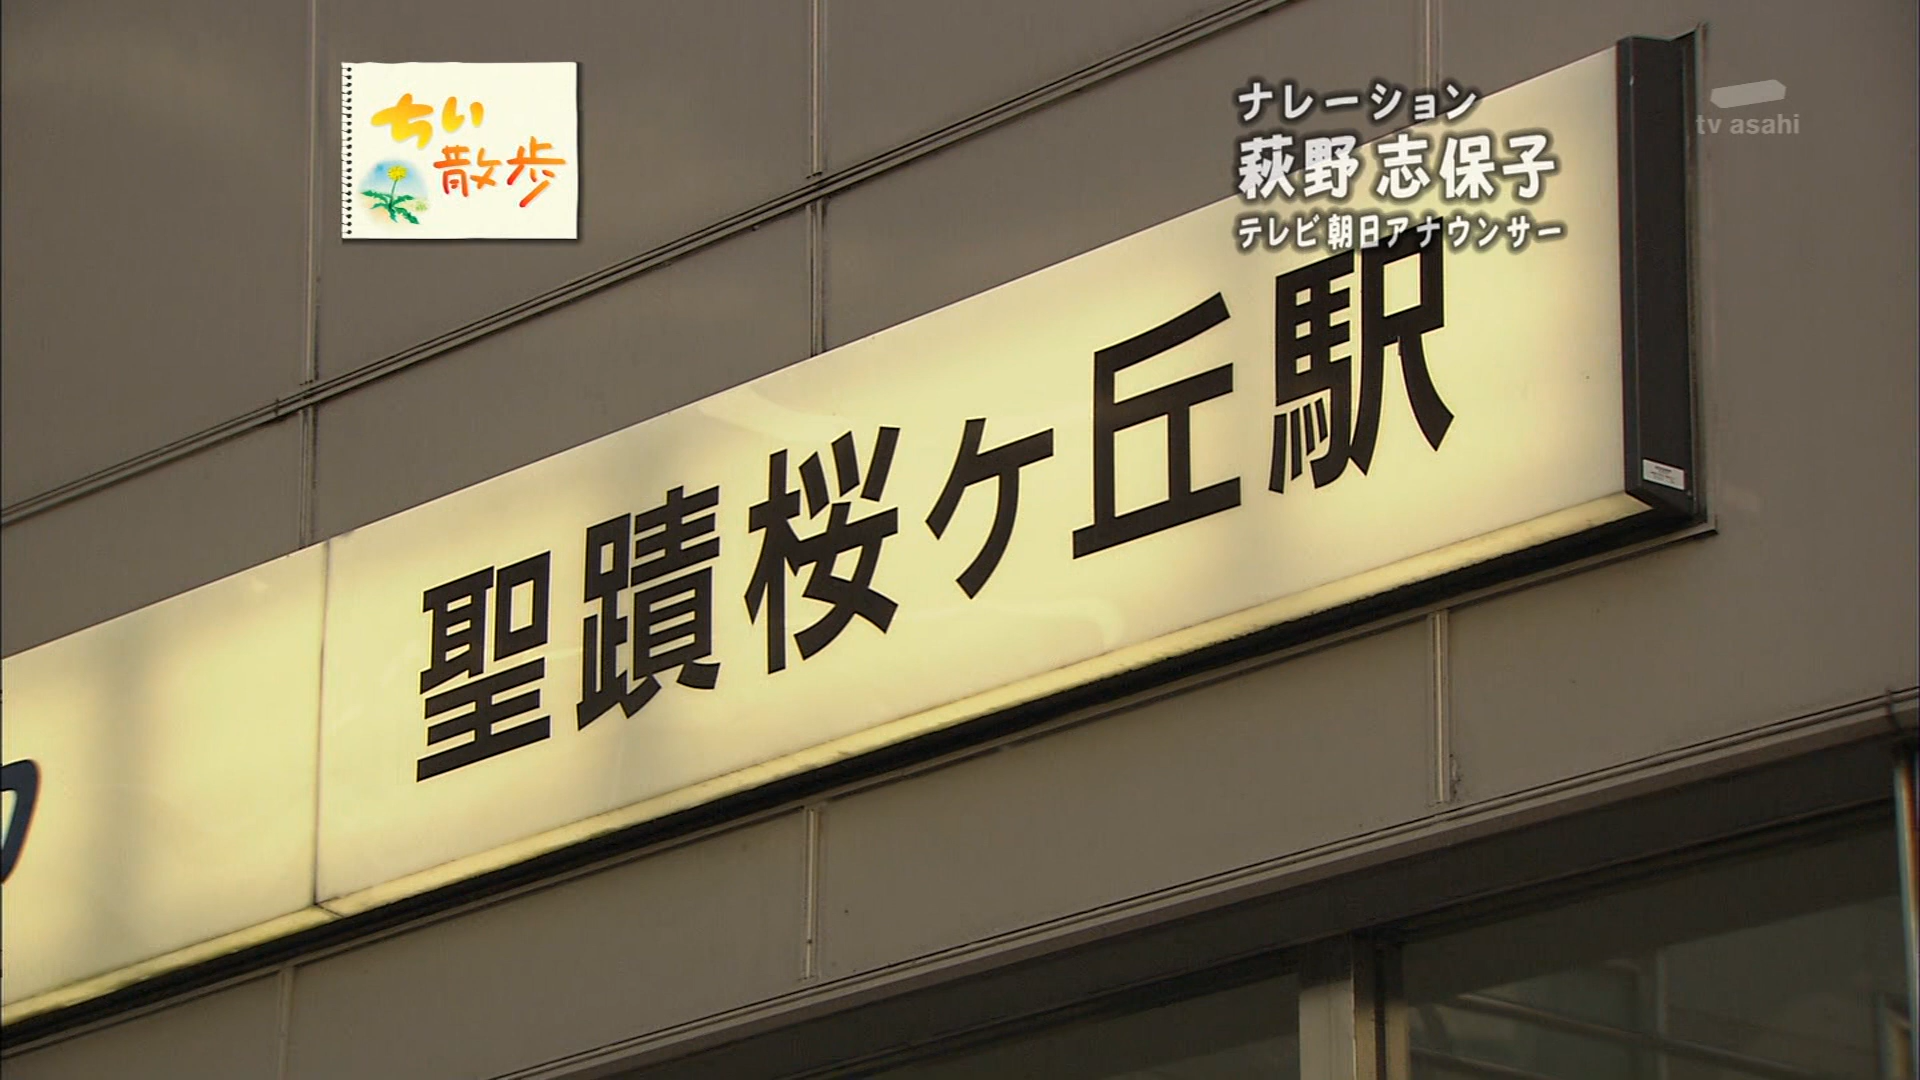 ちい
散歩
ナレーション
萩野 志保子
テレビ朝日アナウンサー
tv asahi
聖蹟桜ヶ丘駅